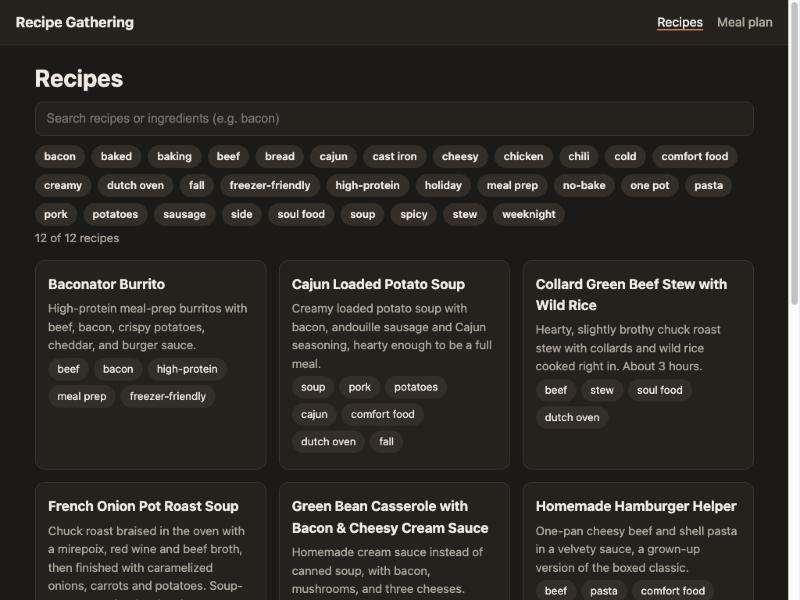 Recipe Gathering
Recipes Meal plan
Recipes
Search recipes or ingredients (e.g. bacon)
bacon baked baking beef bread cajun cast iron cheesy chicken chili cold comfort food
creamy dutch oven fall freezer-friendly high-protein holiday meal prep no-bake one pot pasta
pork potatoes sausage side soul food soup spicy stew weeknight
12 of 12 recipes
Baconator Burrito
High-protein meal-prep burritos with
beef, bacon, crispy potatoes,
cheddar, and burger sauce.
beef bacon high-protein
meal prep freezer-friendly
Cajun Loaded Potato Soup
Creamy loaded potato soup with
bacon, andouille sausage and Cajun
seasoning, hearty enough to be a full
meal.
soup pork potatoes
cajun comfort food
dutch oven fall
Collard Green Beef Stew with
Wild Rice
Hearty, slightly brothy chuck roast
stew with collards and wild rice
cooked right in. About 3 hours.
beef stew soul food
dutch oven
French Onion Pot Roast Soup
Chuck roast braised in the oven with
a mirepoix, red wine and beef broth,
then finished with caramelized
onions, carrots and potatoes. Soup-
Green Bean Casserole with
Bacon & Cheesy Cream Sauce
Homemade cream sauce instead of
canned soup, with bacon,
mushrooms, and three cheeses.
Homemade Hamburger Helper
One-pan cheesy beef and shell pasta
in a velvety sauce, a grown-up
version of the boxed classic.
beef pasta comfort food